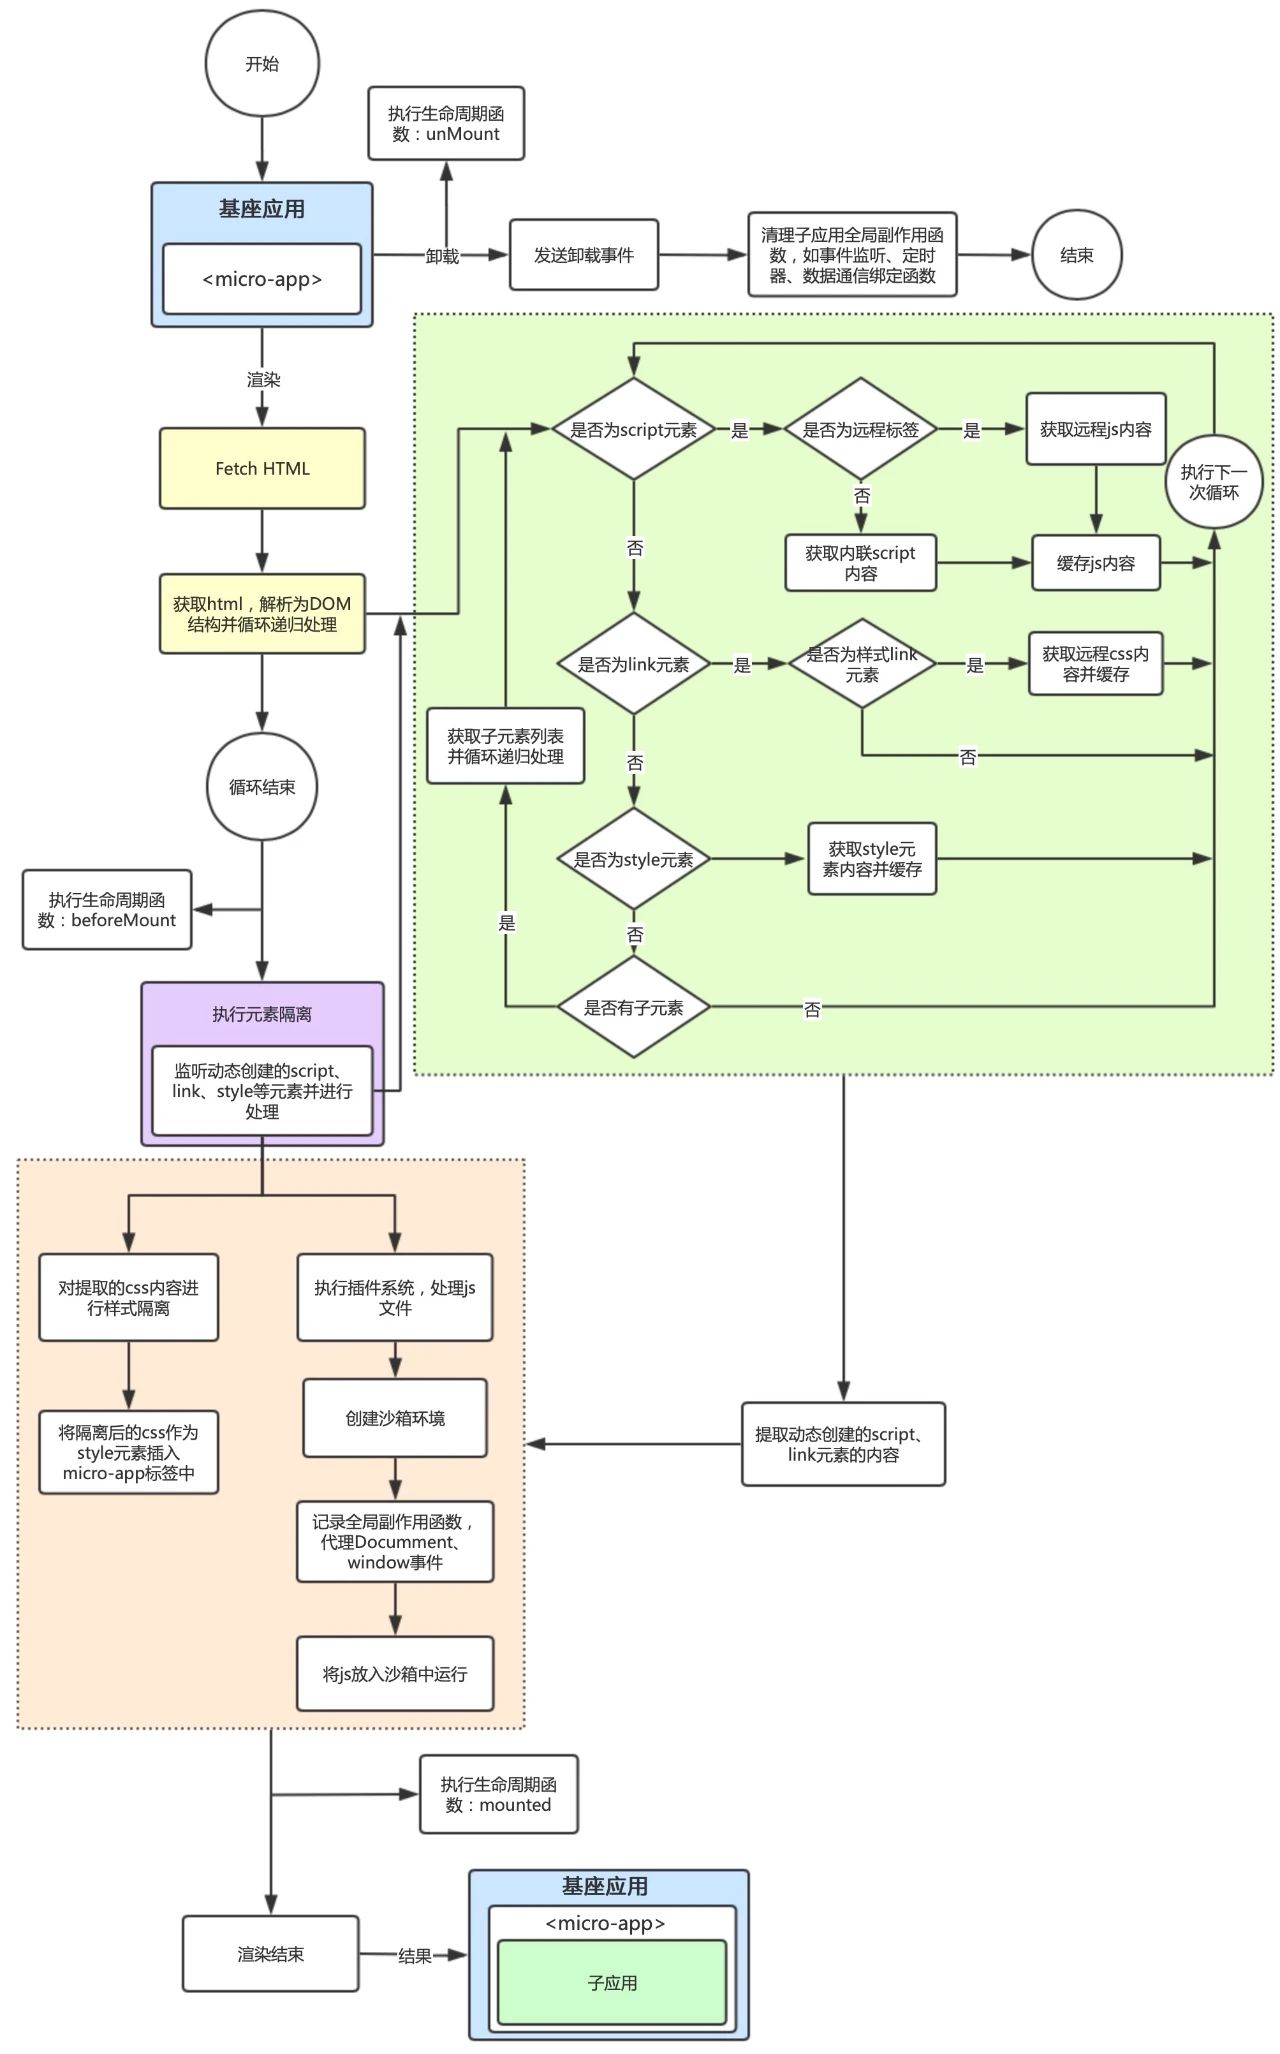 开始
执行生命周期函
数：unMount
基座应用
<micro-app>
卸载
发送卸载事件
清理子应用全局副作用函
数，如事件监听、定时
器、数据通信绑定函数
结束
渲染
Fetch HTML
获取html，解析为DOM
结构并循环递归处理
循环结束
执行生命周期函
数：beforeMount
执行元素隔离
监听动态创建的script、
link、style等元素并进行
处理
是否为script元素
是
是否为远程标签
是
获取远程js内容
执行下一
次循环
否
否
获取内联script
内容
缓存js内容
是否为link元素
是
是否为样式link
元素
是
获取远程css内
容并缓存
获取子元素列表
并循环递归处理
否
否
是否为style元素
获取style元
素内容并缓存
是
否
是否有子元素
否
对提取的css内容进
行样式隔离
执行插件系统，处理js
文件
将隔离后的css作为
style元素插入
micro-app标签中
创建沙箱环境
提取动态创建的script、
link元素的内容
记录全局副作用函数，
代理Documment、
window事件
将js放入沙箱中运行
执行生命周期函
数：mounted
渲染结束
结果
基座应用
<micro-app>
子应用